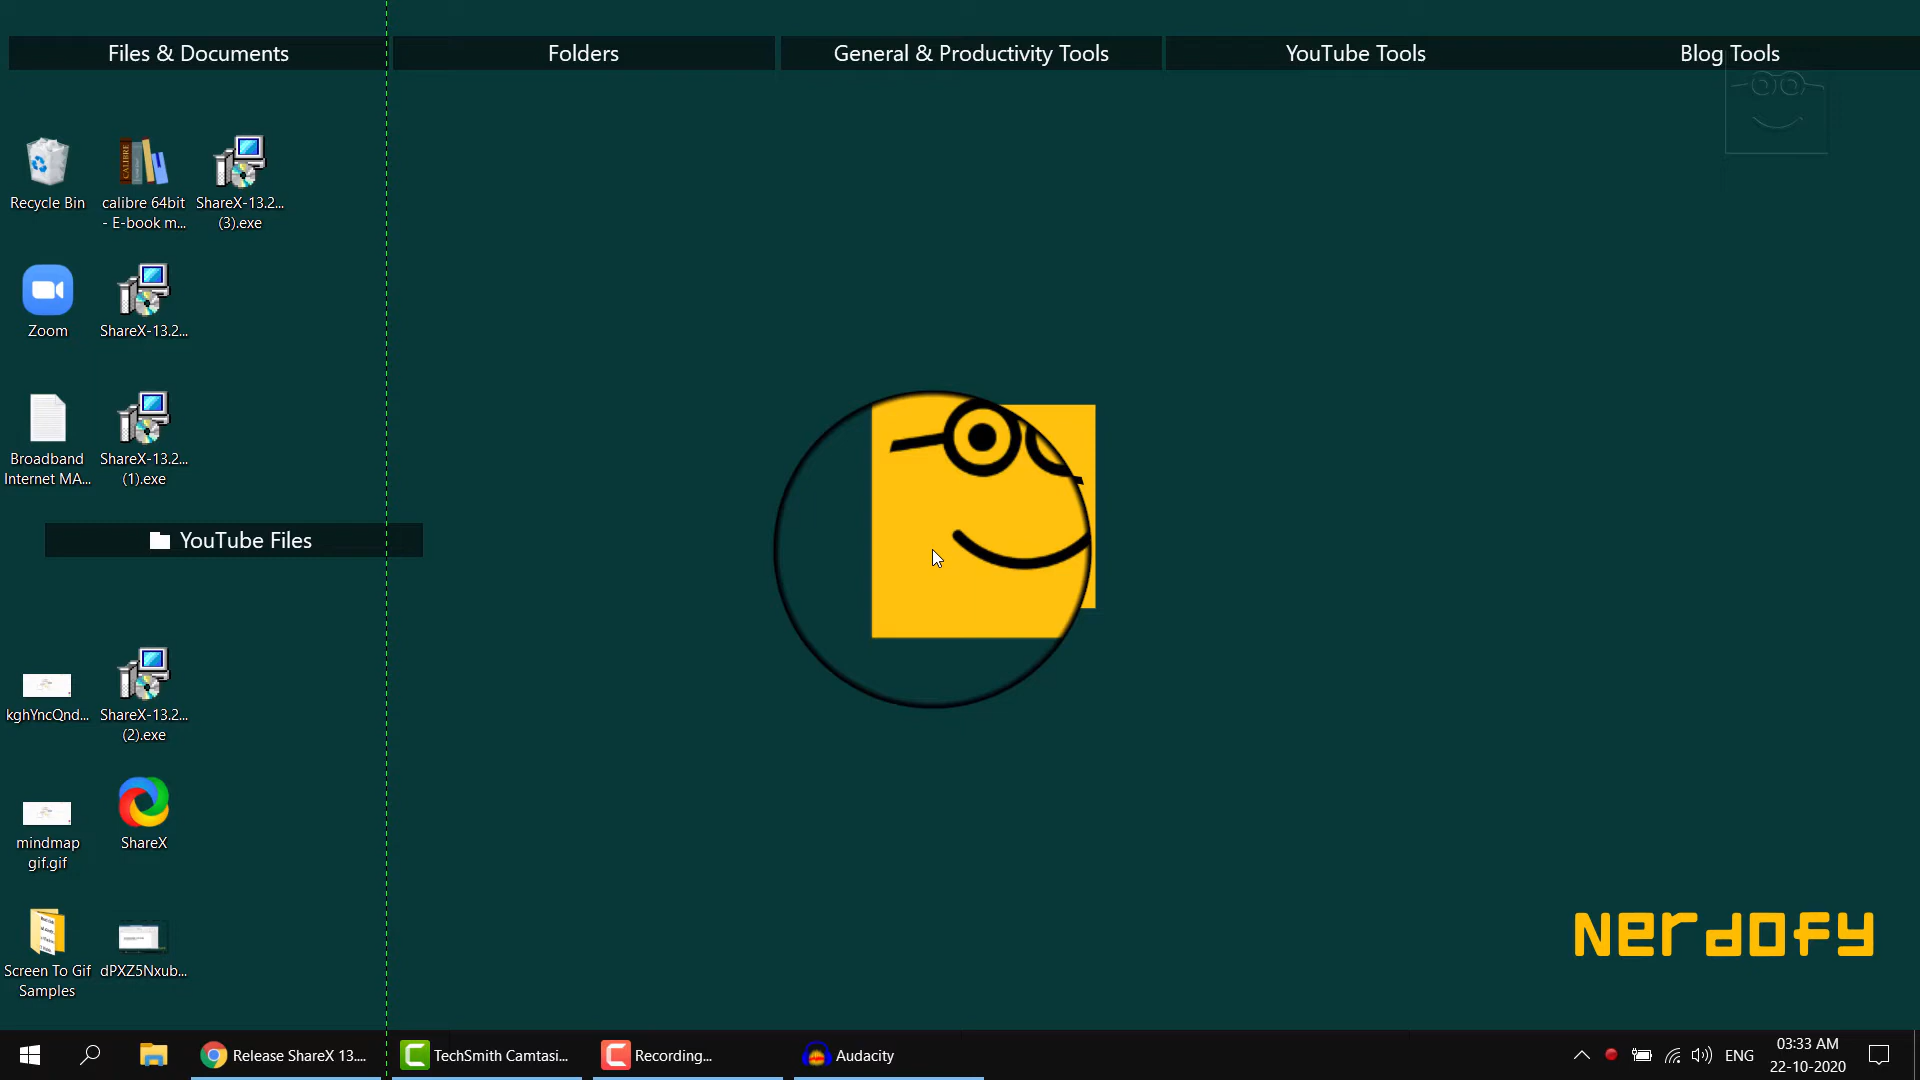 Files & Documents
Folders
General & Productivity Tools
YouTube Tools
Blog Tools
Recycle Bin
calibre 64bit
- E-book m...
ShareX-13.2...
(3).exe
Zoom
ShareX-13.2...
Broadband
Internet MA...
ShareX-13.2...
(1).exe
YouTube Files
kghYncQnd...
ShareX-13.2...
(2).exe
mindmap
gif.gif
ShareX
Screen To Gif
Samples
dPXZ5Nxub...
Nerdofy
Release ShareX 13....
TechSmith Camtasi...
Recording...
Audacity
ENG
03:33 AM
22-10-2020